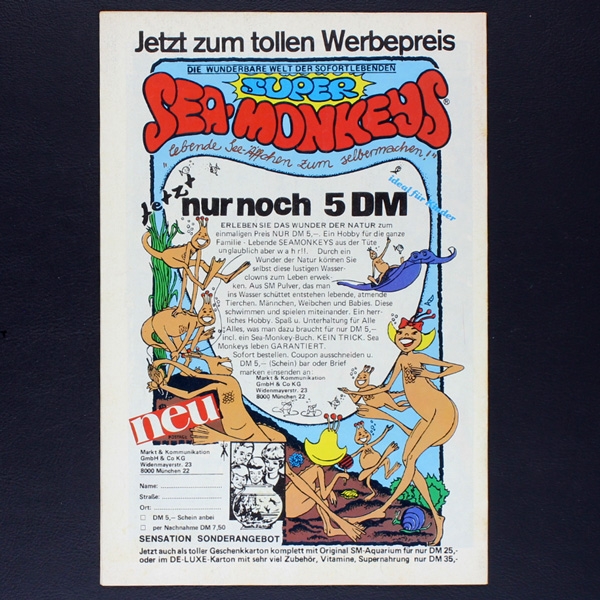 Jetzt zum tollen Werbepreis
DIE WUNDERBARE WELT DER SOFORTLEBENDEN
SUPER
SEA-MONKEYS®
"lebende See-Äffchen zum selbermachen!"
ideal für Kinder
Jetzt
nur noch 5 DM
ERLEBEN SIE DAS WUNDER DER NATUR zum
einmaligen Preis NUR DM 5,–. Ein Hobby für die ganze
Familie - Lebende SEAMONKEYS aus der Tüte
unglaublich aber w a h r!!. Durch ein
Wunder der Natur können Sie
selbst diese lustigen Wasser-
clowns zum Leben erwek-
ken. Aus SM Pulver, das man
ins Wasser schüttet entstehen lebende, atmende
Tierchen. Männchen, Weibchen und Babies. Diese
schwimmen und spielen miteinander. Ein herr-
liches Hobby. Spaß u. Unterhaltung für Alle
Alles, was man dazu braucht für nur DM 5,–
incl. ein Sea-Monkey-Buch. KEIN TRICK. Sea
Monkeys leben GARANTIERT.
Sofort bestellen. Coupon ausschneiden u.
DM 5,– (Schein) bar oder Brief
marken einsenden an:
Markt & Kommunikation
GmbH & Co KG
Widenmayerstr. 23
8000 München 22
neu
Markt & Kommunikation
GmbH & Co KG
Widenmayerstr. 23
8000 München 22
Name:
Straße:
Ort:
DM 5,– Schein anbei
per Nachnahme DM 7,50
SENSATION SONDERANGEBOT
Jetzt auch als toller Geschenkkarton komplett mit Original SM-Aquarium für nur DM 25,-
oder im DE-LUXE-Karton mit sehr viel Zubehör, Vitamine, Supernahrung nur DM 35,-